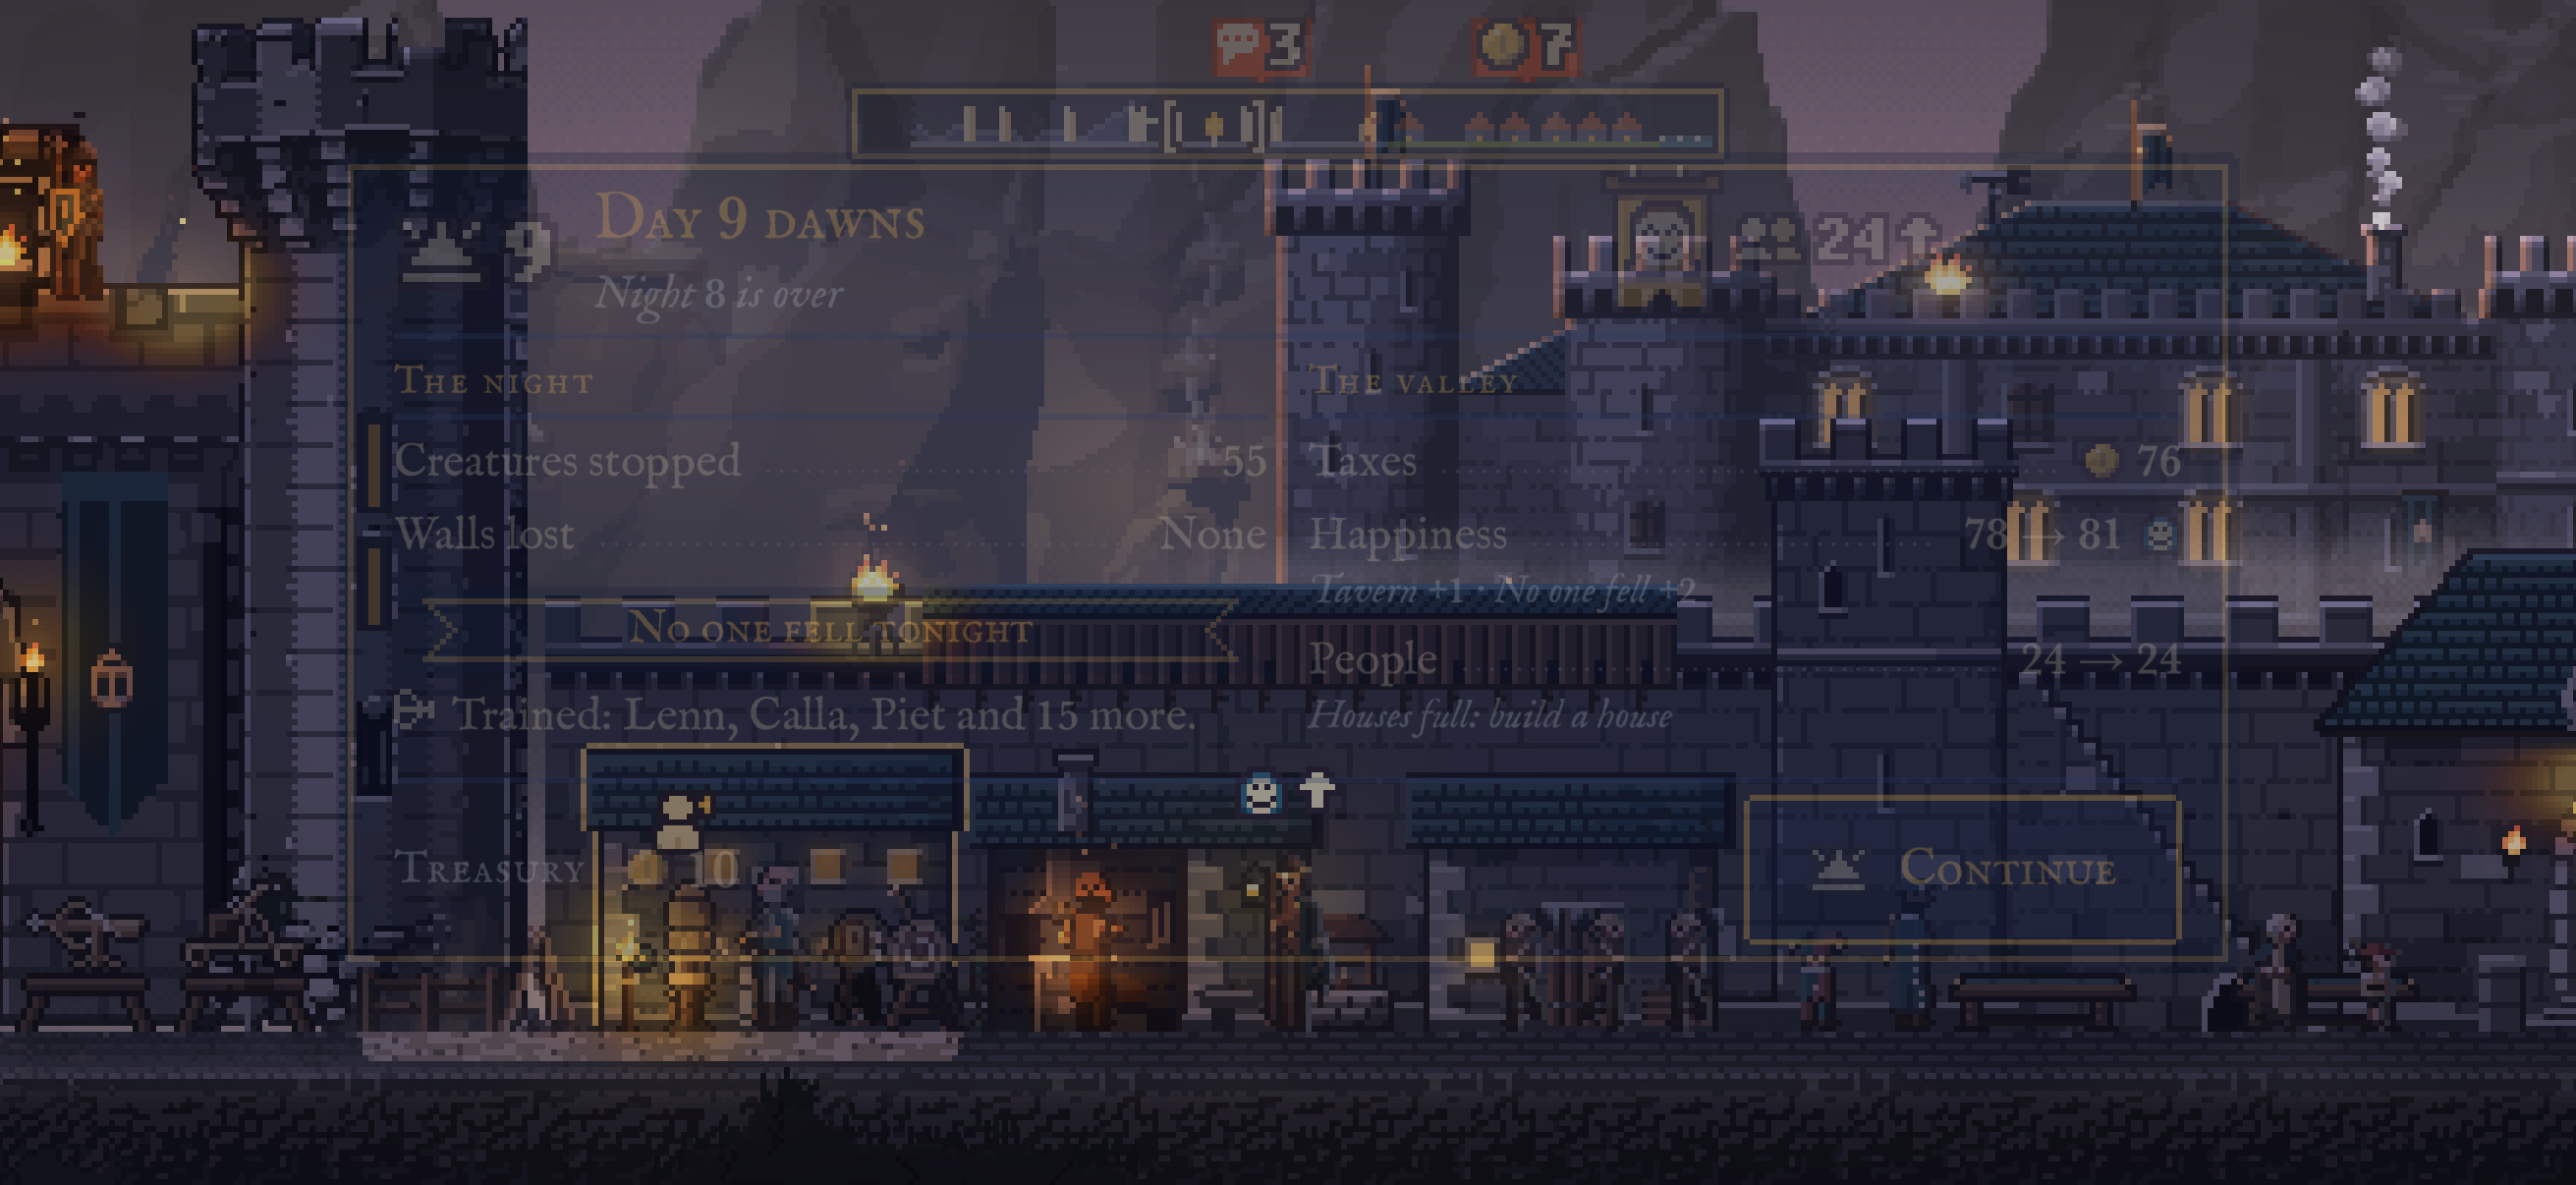 3
7
9
Day 9 dawns
Night 8 is over
24
The night
The valley
Creatures stopped 55
Taxes 76
Walls lost None
Happiness 78 → 81
Tavern +1 · No one fell +2
No one fell tonight
People 24 → 24
Trained: Lenn, Calla, Piet and 15 more.
Houses full: build a house
Treasury 10
Continue